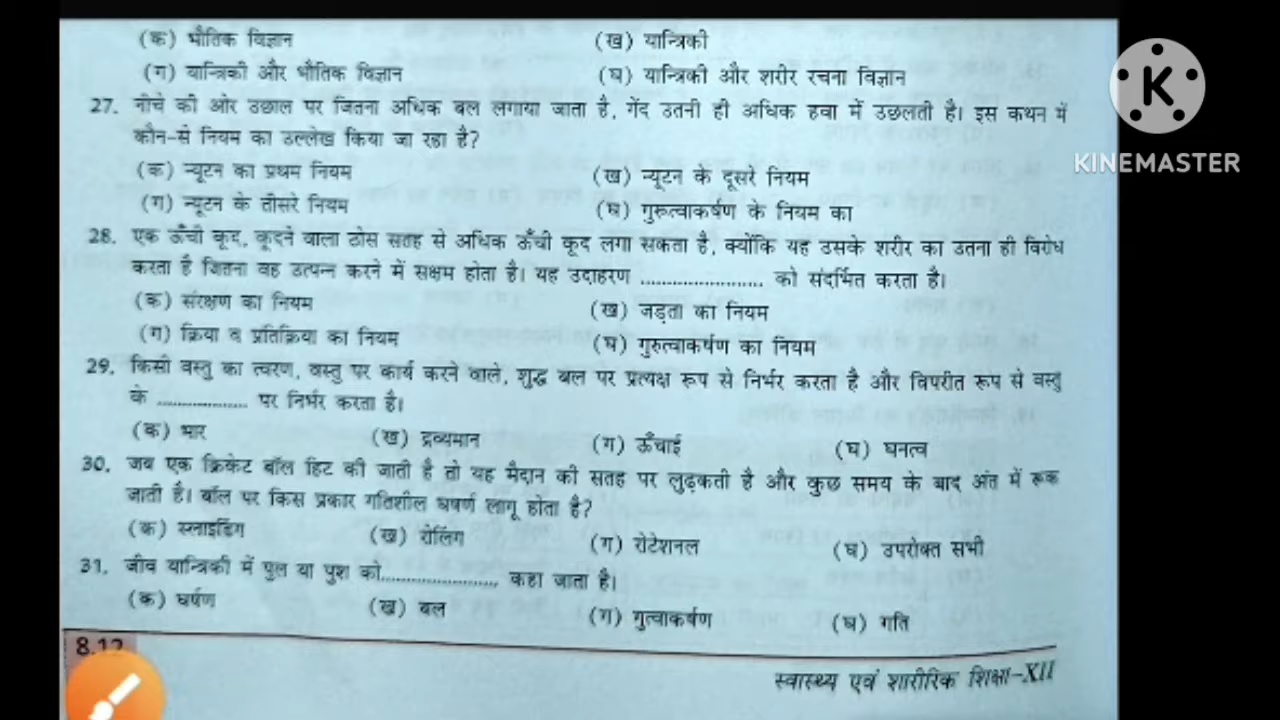 (क) भौतिक विज्ञान (ख) यान्त्रिकी
(ग) यान्त्रिकी और भौतिक विज्ञान (घ) यान्त्रिकी और शरीर रचना विज्ञान
27. नीचे की ओर उछाल पर जितना अधिक बल लगाया जाता है, गेंद उतनी ही अधिक हवा में उछलती है। इस कथन में
कौन-से नियम का उल्लेख किया जा रहा है?
(क) न्यूटन का प्रथम नियम (ख) न्यूटन के दूसरे नियम
(ग) न्यूटन के तीसरे नियम (घ) गुरुत्वाकर्षण के नियम का
28. एक ऊँची कूद, कूदने वाला ठोस सतह से अधिक ऊँची कूद लगा सकता है, क्योंकि यह उसके शरीर का उतना ही विरोध
करता है जितना वह उत्पन्न करने में सक्षम होता है। यह उदाहरण ........................ को संदर्भित करता है।
(क) संरक्षण का नियम (ख) जड़ता का नियम
(ग) क्रिया व प्रतिक्रिया का नियम (घ) गुरुत्वाकर्षण का नियम
29. किसी वस्तु का त्वरण, वस्तु पर कार्य करने वाले, शुद्ध बल पर प्रत्यक्ष रूप से निर्भर करता है और विपरीत रूप से वस्तु
के .................. पर निर्भर करता है।
(क) भार (ख) द्रव्यमान (ग) ऊँचाई (घ) घनत्व
30. जब एक क्रिकेट बॉल हिट की जाती है तो यह मैदान की सतह पर लुढ़कती है और कुछ समय के बाद अंत में रूक
जाती है। बॉल पर किस प्रकार गतिशील घषर्ण लागू होता है?
(क) स्लाइडिंग (ख) रोलिंग (ग) रोटेशनल (घ) उपरोक्त सभी
31. जीव यान्त्रिकी में पुल या पुश को........................ कहा जाता है।
(क) घर्षण (ख) बल (ग) गुत्वाकर्षण (घ) गति
8.12
स्वास्थ्य एवं शारीरिक शिक्षा-XII
K
KINEMASTER